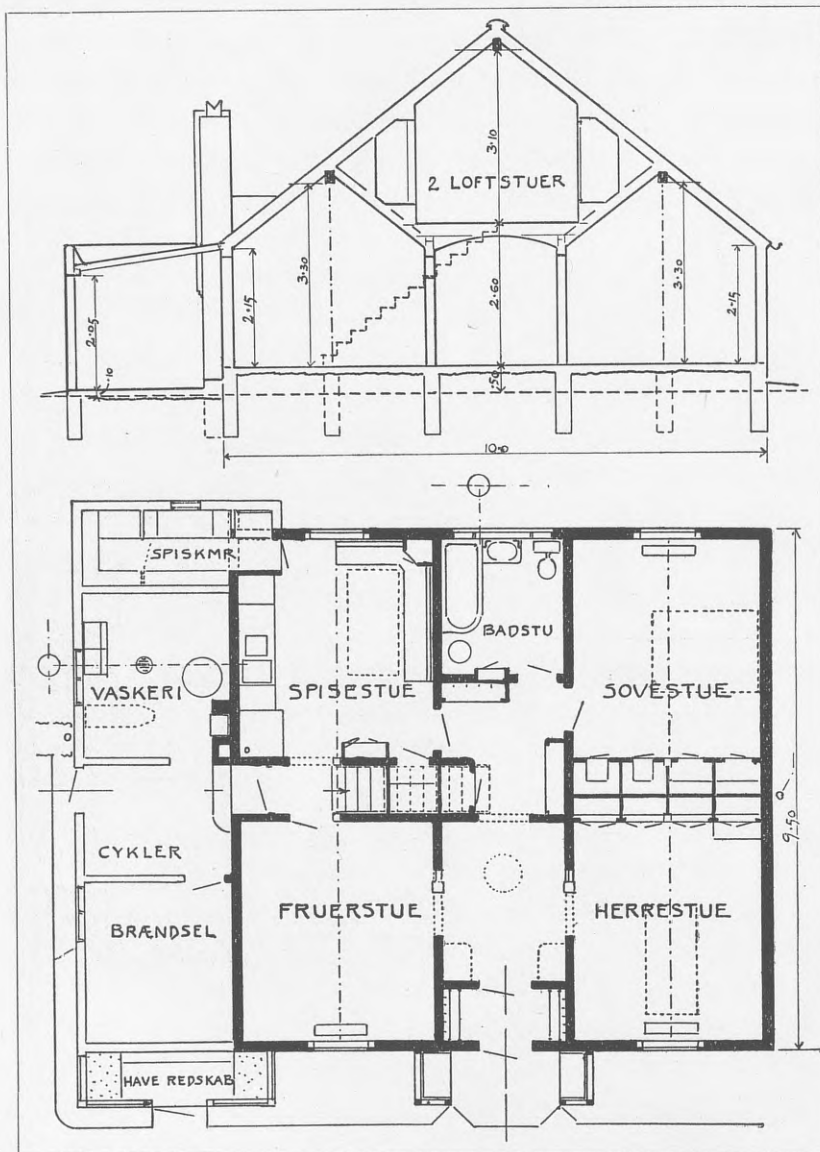 3.10
2 LOFTSTUER
3.30
2.15
2.60
3.30
2.15
2.05
.10
.50
10.0
SPISKMR.
BADSTU
VASKERI
SPISESTUE
SOVESTUE
9.50
CYKLER
FRUERSTUE
HERRESTUE
BRÆNDSEL
HAVE REDSKAB